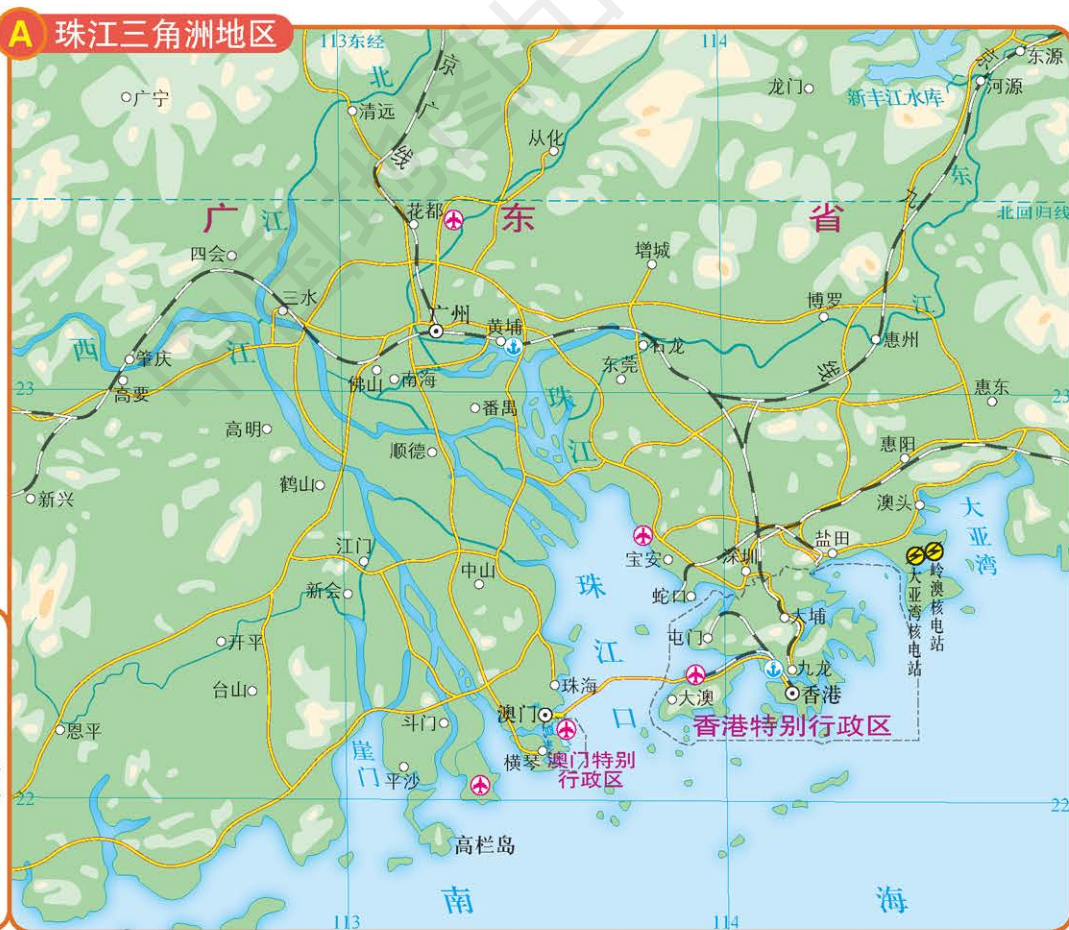 A 珠江三角洲地区
113东经
114
北
京
广
线
广宁
清远
龙门
新丰江水库
京
东源
河源
从化
东
九
广
江
花都
东
省
北回归线
四会
增城
三水
广州
黄埔
博罗
江
西
江
肇庆
石龙
惠州
佛山
南海
东莞
线
23
高要
珠
23
惠东
番禺
高明
顺德
江
惠阳
鹤山
新兴
澳头
大
亚
湾
江门
宝安
深圳
盐田
岭澳核电站
大亚湾核电站
中山
珠
新会
蛇口
大埔
开平
屯门
江
九龙
台山
珠海
大澳
香港
澳门
口
香港特别行政区
斗门
恩平
崖
门
横琴
澳门特别
行政区
平沙
22
22
高栏岛
南
海
113
114